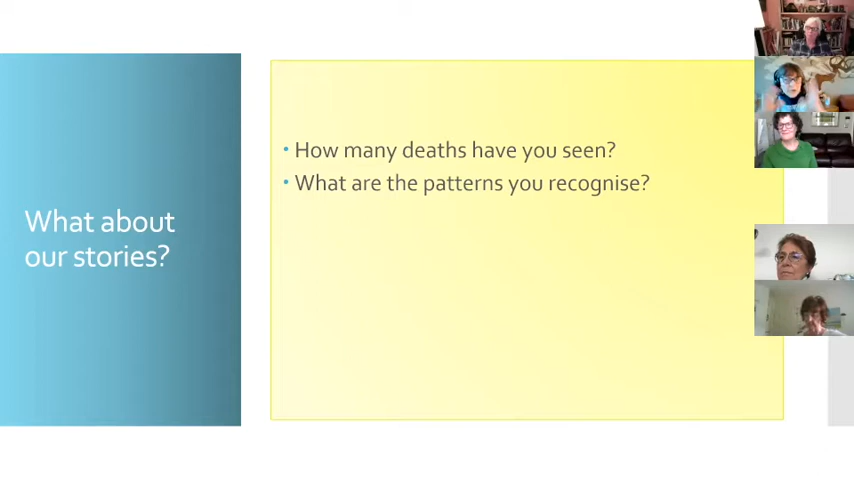 What about
our stories?
• How many deaths have you seen?
• What are the patterns you recognise?